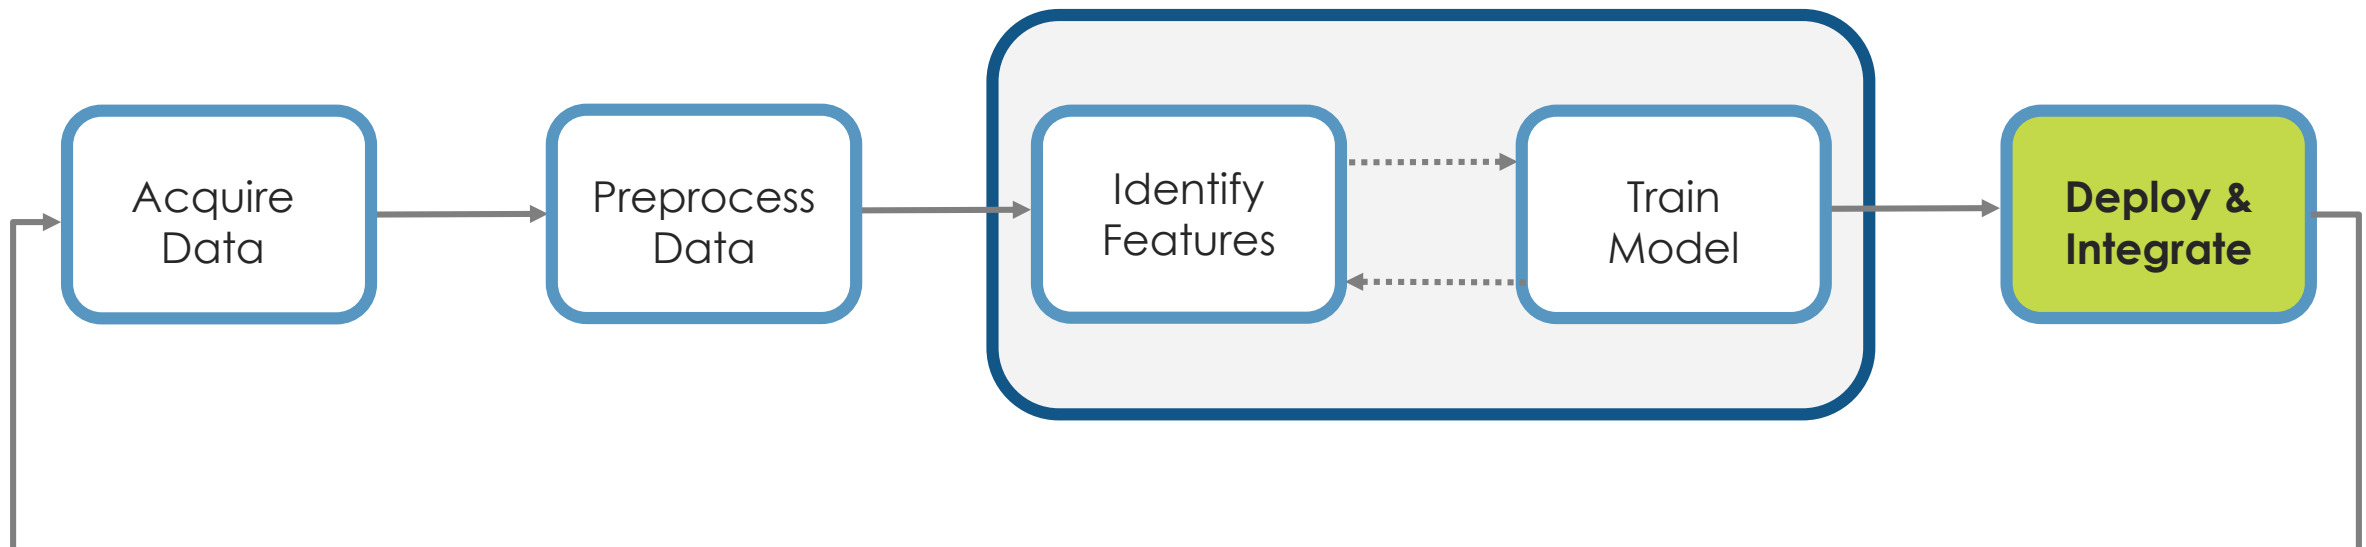 Acquire
Data
Preprocess
Data
Identify
Features
Train
Model
Deploy &
Integrate